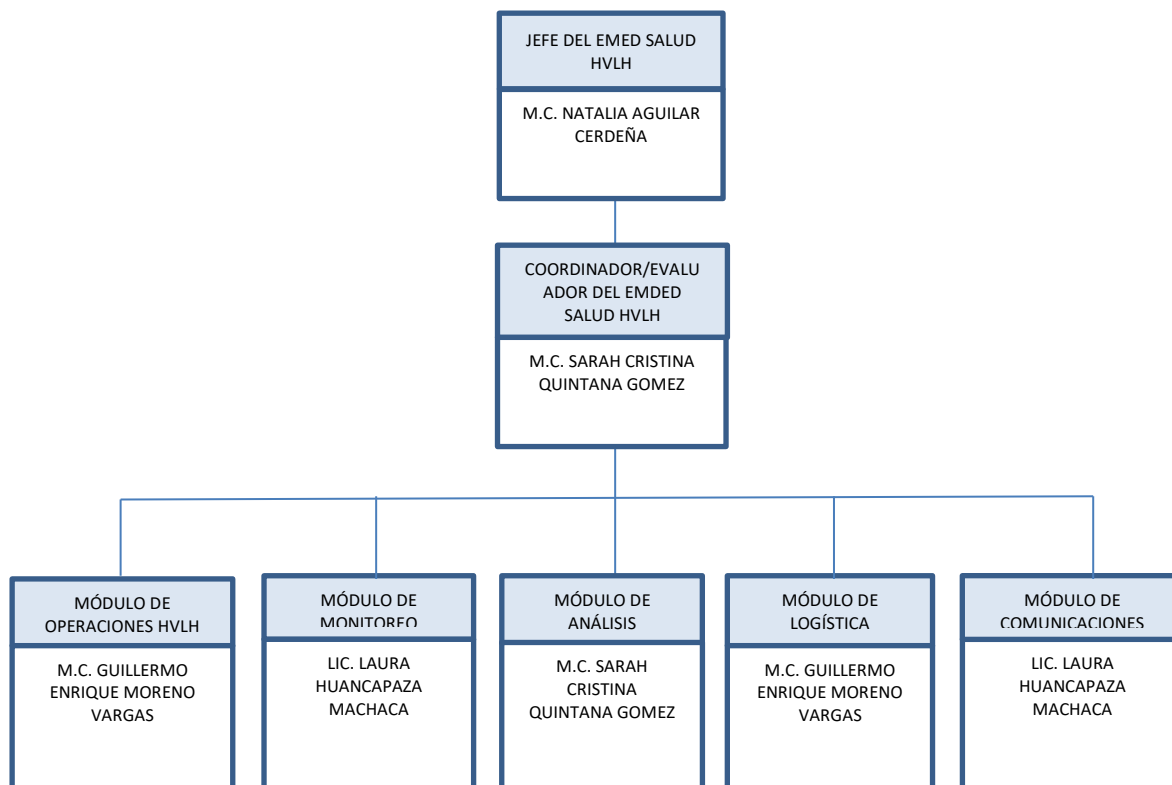 JEFE DEL EMED SALUD
HVLH
M.C. NATALIA AGUILAR
CERDEÑA
COORDINADOR/EVALU
ADOR DEL EMDED
SALUD HVLH
M.C. SARAH CRISTINA
QUINTANA GOMEZ
MÓDULO DE
OPERACIONES HVLH
M.C. GUILLERMO
ENRIQUE MORENO
VARGAS
MÓDULO DE
MONITOREO
LIC. LAURA
HUANCAPAZA
MACHACA
MÓDULO DE
ANÁLISIS
M.C. SARAH
CRISTINA
QUINTANA GOMEZ
MÓDULO DE
LOGÍSTICA
M.C. GUILLERMO
ENRIQUE MORENO
VARGAS
MÓDULO DE
COMUNICACIONES
LIC. LAURA
HUANCAPAZA
MACHACA